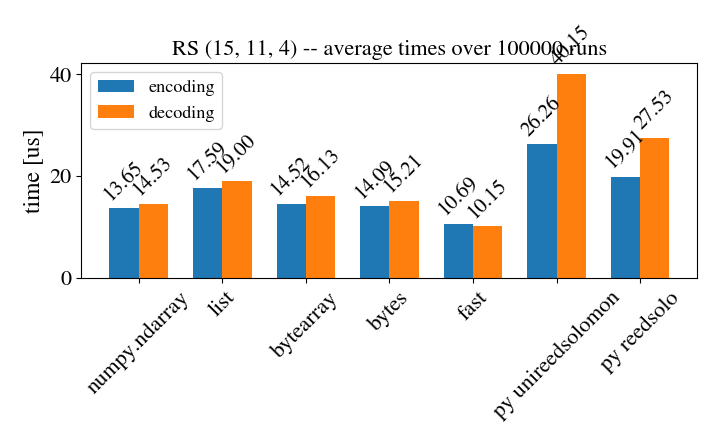 RS (15, 11, 4) -- average times over 100000 runs
40
20
0
time [us]
encoding
decoding
13.65
14.53
17.59
19.00
14.52
16.13
14.09
15.21
10.69
10.15
26.26
40.15
19.91
27.53
numpy.ndarray
list
bytearray
bytes
fast
py unireedsolomon
py reedsolo